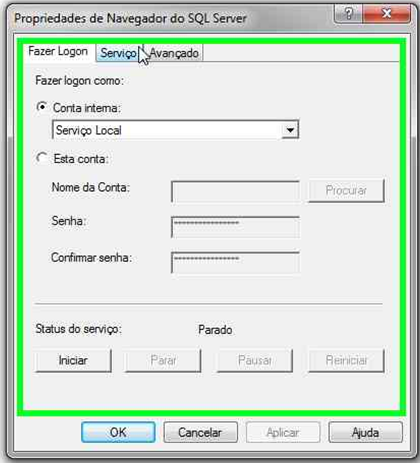 Propriedades de Navegador do SQL Server
Fazer Logon Serviço Avançado
Fazer logon como:
Conta interna:
Serviço Local
Esta conta:
Nome da Conta: Procurar
Senha: ****************
Confirmar senha: ****************
Status do serviço: Parado
Iniciar Parar Pausar Reiniciar
OK Cancelar Aplicar Ajuda